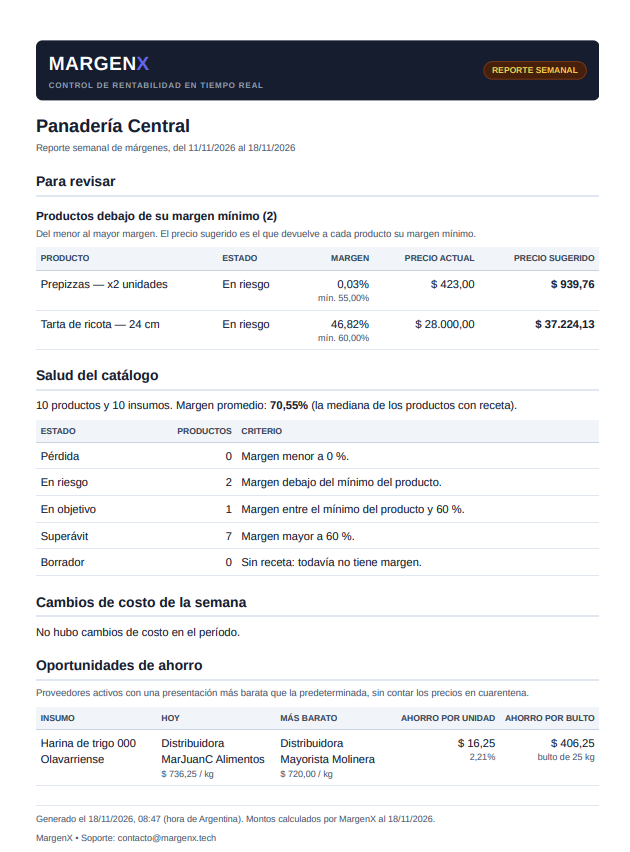 MARGENX
CONTROL DE RENTABILIDAD EN TIEMPO REAL
REPORTE SEMANAL
Panadería Central
Reporte semanal de márgenes, del 11/11/2026 al 18/11/2026
Para revisar
Productos debajo de su margen mínimo (2)
Del menor al mayor margen. El precio sugerido es el que devuelve a cada producto su margen mínimo.
PRODUCTO ESTADO MARGEN PRECIO ACTUAL PRECIO SUGERIDO
Prepizzas — x2 unidades En riesgo 0,03% $ 423,00 $ 939,76
mín. 55,00%
Tarta de ricota — 24 cm En riesgo 46,82% $ 28.000,00 $ 37.224,13
mín. 60,00%
Salud del catálogo
10 productos y 10 insumos. Margen promedio: 70,55% (la mediana de los productos con receta).
ESTADO PRODUCTOS CRITERIO
Pérdida 0 Margen menor a 0 %.
En riesgo 2 Margen debajo del mínimo del producto.
En objetivo 1 Margen entre el mínimo del producto y 60 %.
Superávit 7 Margen mayor a 60 %.
Borrador 0 Sin receta: todavía no tiene margen.
Cambios de costo de la semana
No hubo cambios de costo en el período.
Oportunidades de ahorro
Proveedores activos con una presentación más barata que la predeterminada, sin contar los precios en cuarentena.
INSUMO HOY MÁS BARATO AHORRO POR UNIDAD AHORRO POR BULTO
Harina de trigo 000 Distribuidora Distribuidora $ 16,25 $ 406,25
Olavarriense MarJuanC Alimentos Mayorista Molinera 2,21% bulto de 25 kg
$ 736,25 / kg $ 720,00 / kg
Generado el 18/11/2026, 08:47 (hora de Argentina). Montos calculados por MargenX al 18/11/2026.
MargenX • Soporte: contacto@margenx.tech